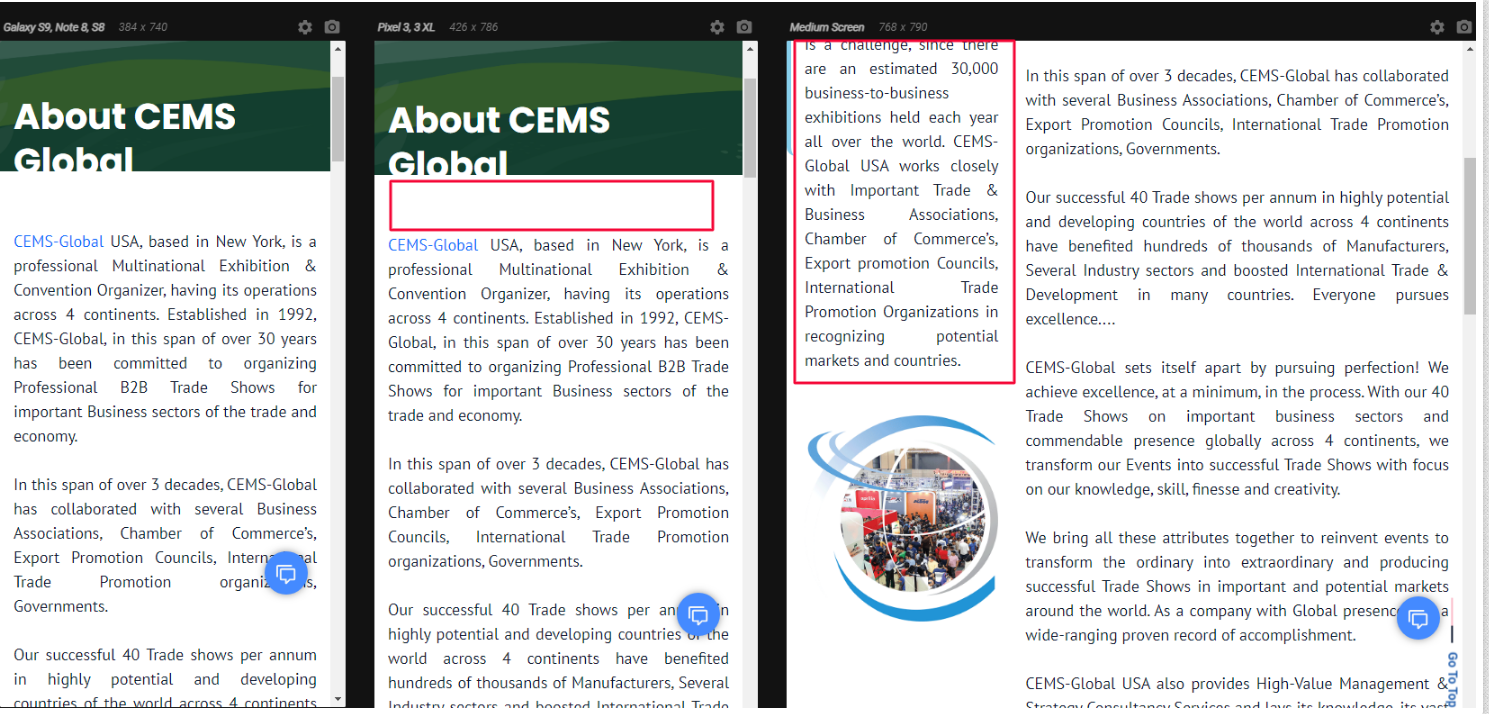 Galaxy S9, Note 8, S8 384 x 740
About CEMS
Global
CEMS-Global USA, based in New York, is a
professional Multinational Exhibition &
Convention Organizer, having its operations
across 4 continents. Established in 1992,
CEMS-Global, in this span of over 30 years
has been committed to organizing
Professional B2B Trade Shows for
important Business sectors of the trade and
economy.
In this span of over 3 decades, CEMS-Global
has collaborated with several Business
Associations, Chamber of Commerce's,
Export Promotion Councils,
Trade Promotion
Governments.
Our successful 40 Trade shows per annum
in highly potential and developing
countries of the world across 4 continents
Pixel 3, 3 XL 426 x 786
About CEMS
Global
CEMS-Global USA, based in New York, is a
professional Multinational Exhibition &
Convention Organizer, having its operations
across 4 continents. Established in 1992, CEMS-
Global, in this span of over 30 years has been
committed to organizing Professional B2B Trade
Shows for important Business sectors of the
trade and economy.
In this span of over 3 decades, CEMS-Global has
collaborated with several Business Associations,
Chamber of Commerce's, Export Promotion
Councils, International Trade Promotion
organizations, Governments.
Our successful 40 Trade shows per in
highly potential and developing countries of the
world across 4 continents have benefited
hundreds of thousands of Manufacturers, Several
Industry sectors and boosted International Trade
Medium Screen 768 x 790
is a challenge, since there
are an estimated 30,000
business-to-business
exhibitions held each year
all over the world. CEMS-
Global USA works closely
with Important Trade &
Business Associations,
Chamber of Commerce's,
Export promotion Councils,
International Trade
Promotion Organizations in
recognizing potential
markets and countries.
In this span of over 3 decades, CEMS-Global has collaborated
with several Business Associations, Chamber of Commerce's,
Export Promotion Councils, International Trade Promotion
organizations, Governments.
Our successful 40 Trade shows per annum in highly potential
and developing countries of the world across 4 continents
have benefited hundreds of thousands of Manufacturers,
Several Industry sectors and boosted International Trade &
Development in many countries. Everyone pursues
excellence....
CEMS-Global sets itself apart by pursuing perfection! We
achieve excellence, at a minimum, in the process. With our 40
Trade Shows on important business sectors and
commendable presence globally across 4 continents, we
transform our Events into successful Trade Shows with focus
on our knowledge, skill, finesse and creativity.
We bring all these attributes together to reinvent events to
transform the ordinary into extraordinary and producing
successful Trade Shows in important and potential markets
around the world. As a company with Global presence a
wide-ranging proven record of accomplishment.
Go To Top
CEMS-Global USA also provides High-Value Management &
Strategy Consultancy Services and lays its knowledge, its vast